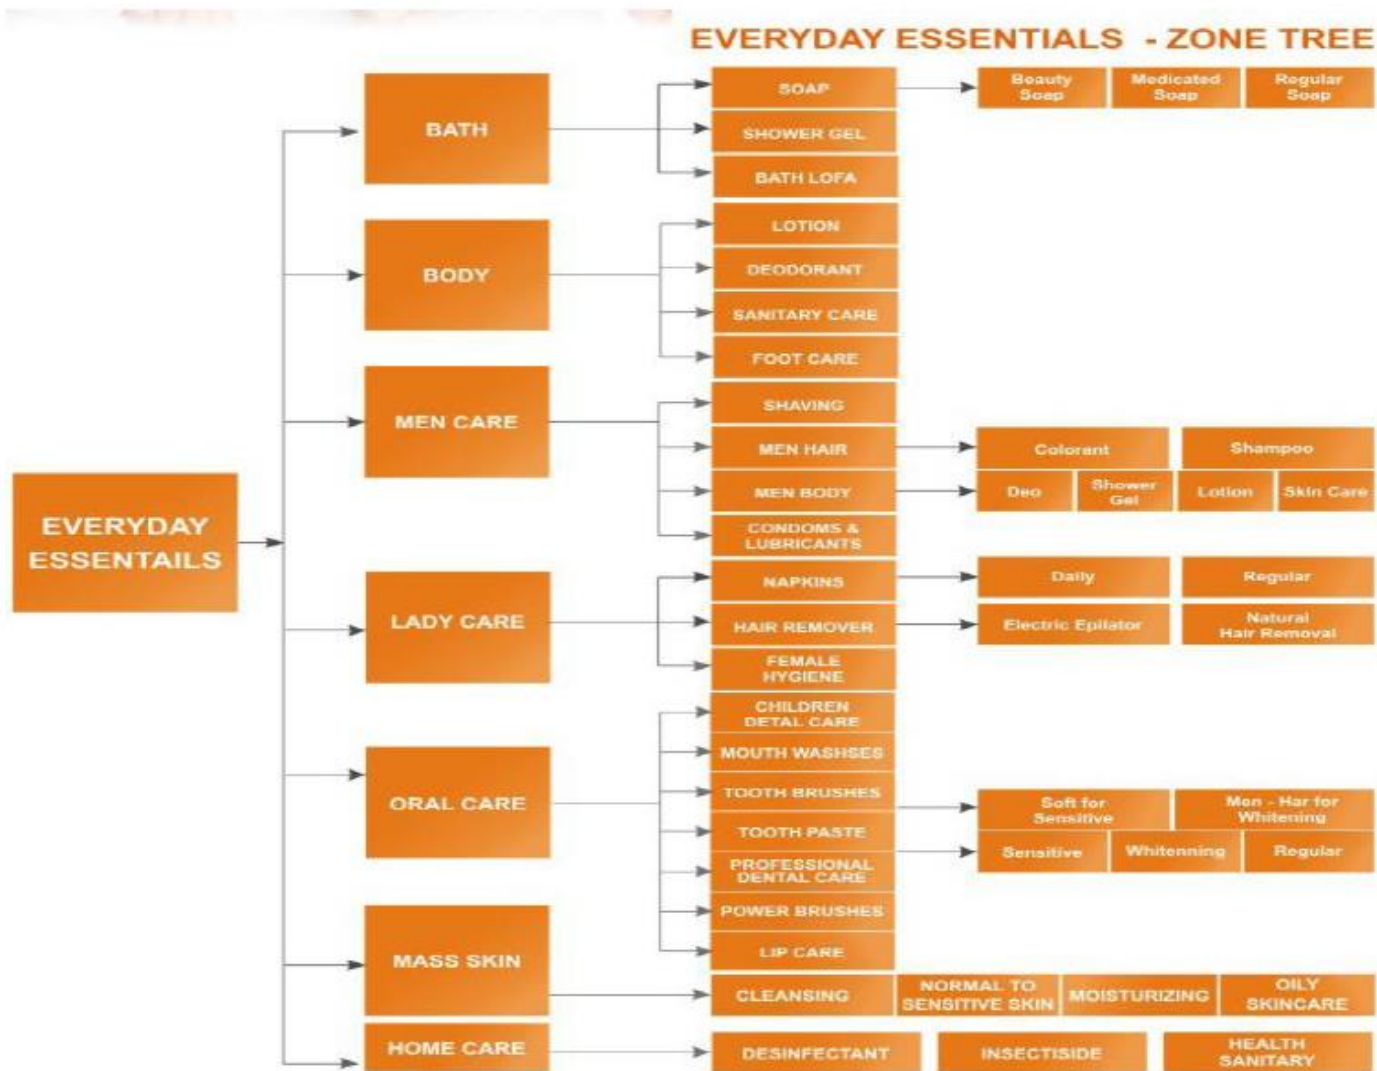 EVERYDAY ESSENTIALS - ZONE TREE
EVERYDAY
ESSENTAILS
BATH
SOAP
Beauty
Soap
Medicated
Soap
Regular
Soap
SHOWER GEL
BATH LOFA
BODY
LOTION
DEODORANT
SANITARY CARE
FOOT CARE
MEN CARE
SHAVING
MEN HAIR
Colorant
Shampoo
MEN BODY
Deo
Shower
Gel
Lotion
Skin Care
CONDOMS &
LUBRICANTS
LADY CARE
NAPKINS
Daily
Regular
HAIR REMOVER
Electric Epilator
Natural
Hair Removal
FEMALE
HYGIENE
ORAL CARE
CHILDREN
DETAL CARE
MOUTH WASHSES
TOOTH BRUSHES
Soft for
Sensitive
Men - Har for
Whitening
TOOTH PASTE
Sensitive
Whitenning
Regular
PROFESSIONAL
DENTAL CARE
POWER BRUSHES
LIP CARE
MASS SKIN
CLEANSING
NORMAL TO
SENSITIVE SKIN
MOISTURIZING
OILY
SKINCARE
HOME CARE
DESINFECTANT
INSECTISIDE
HEALTH
SANITARY